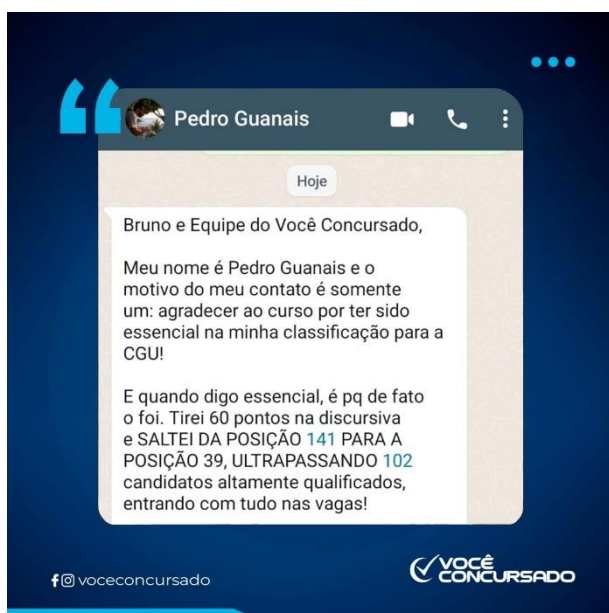 Pedro Guanais
Hoje
Bruno e Equipe do Você Concursado,
Meu nome é Pedro Guanais e o
motivo do meu contato é somente
um: agradecer ao curso por ter sido
essencial na minha classificação para a
CGU!
E quando digo essencial, é pq de fato
o foi. Tirei 60 pontos na discursiva
e SALTEI DA POSIÇÃO 141 PARA A
POSIÇÃO 39, ULTRAPASSANDO 102
candidatos altamente qualificados,
entrando com tudo nas vagas!
voceconcursado
VOCÊ
CONCURSADO